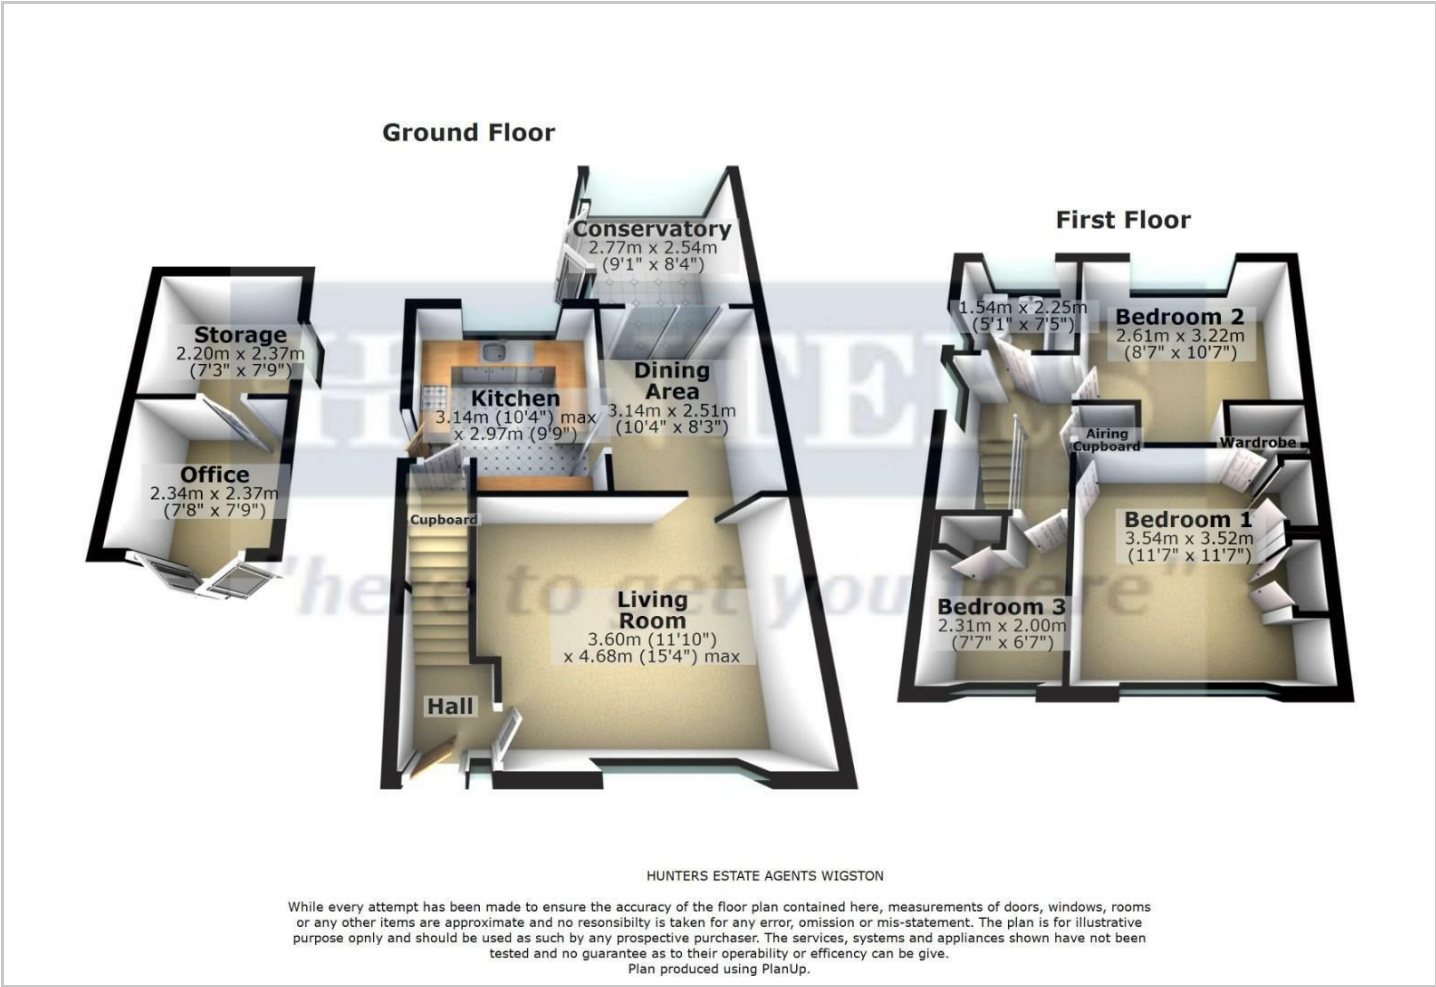 Ground Floor
Conservatory
2.77m x 2.54m
(9'1" x 8'4")
Storage
2.20m x 2.37m
(7'3" x 7'9")
Kitchen
3.14m (10'4") max
x 2.97m (9'9")
Dining
Area
3.14m x 2.51m
(10'4" x 8'3")
Office
2.34m x 2.37m
(7'8" x 7'9")
Cupboard
Living
Room
3.60m (11'10")
x 4.68m (15'4") max
Hall
First Floor
1.54m x 2.25m
(5'1" x 7'5")
Bedroom 2
2.61m x 3.22m
(8'7" x 10'7")
Airing
Cupboard
Wardrobe
Bedroom 1
3.54m x 3.52m
(11'7" x 11'7")
Bedroom 3
2.31m x 2.00m
(7'7" x 6'7")
HUNTERS
"here to get you there"
HUNTERS ESTATE AGENTS WIGSTON
While every attempt has been made to ensure the accuracy of the floor plan contained here, measurements of doors, windows, rooms
or any other items are approximate and no resonsibilty is taken for any error, omission or mis-statement. The plan is for illustrative
purpose opnly and should be used as such by any prospective purchaser. The services, systems and appliances shown have not been
tested and no guarantee as to their operability or efficency can be give.
Plan produced using PlanUp.